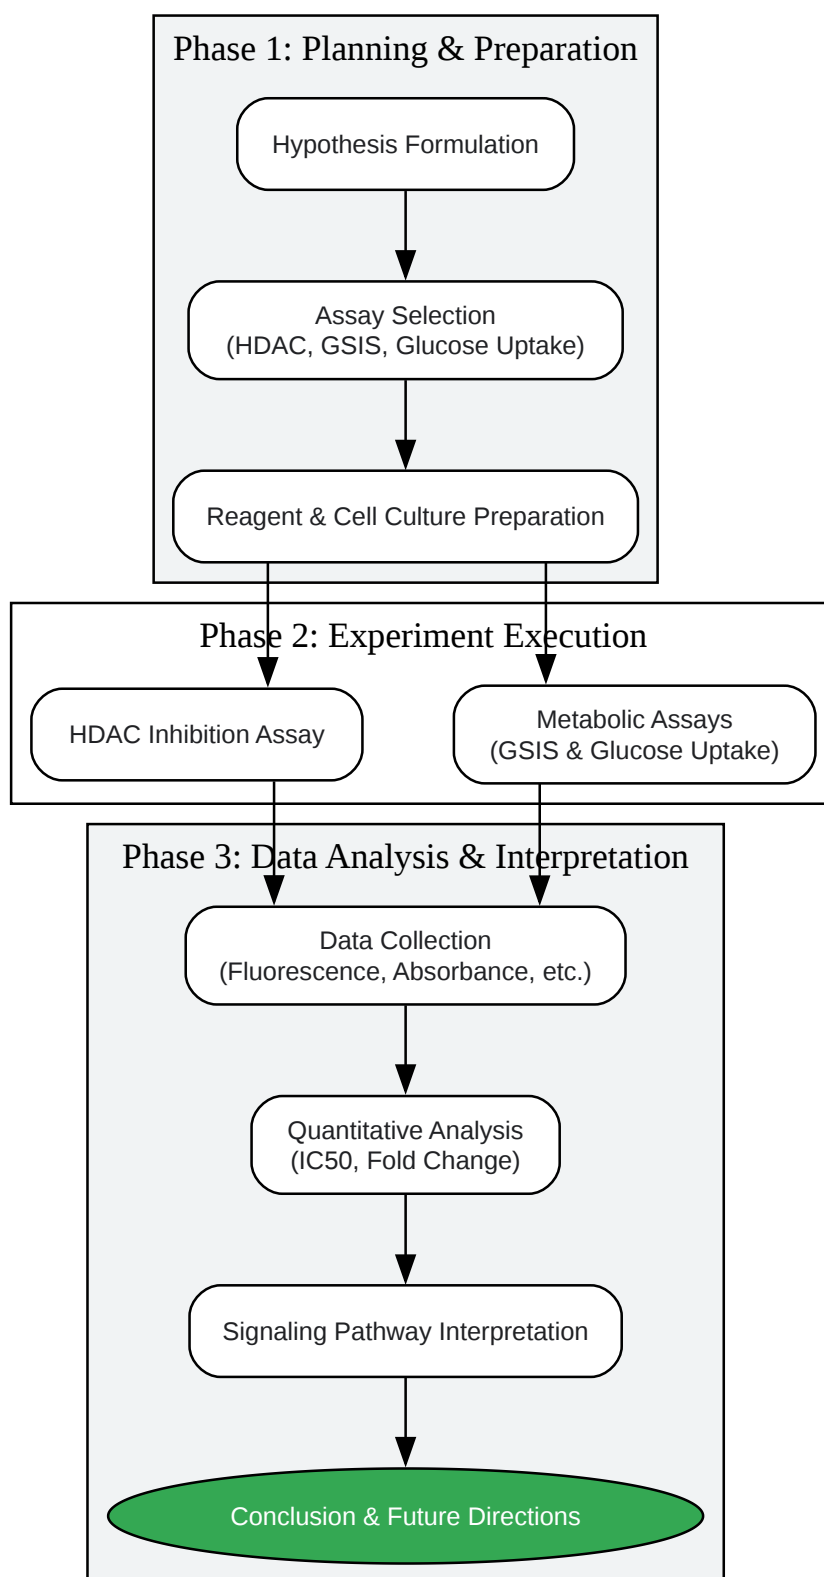 Phase 1: Planning & Preparation
Hypothesis Formulation
Assay Selection
(HDAC, GSIS, Glucose Uptake)
Reagent & Cell Culture Preparation
Phase 2: Experiment Execution
HDAC Inhibition Assay
Metabolic Assays
(GSIS & Glucose Uptake)
Phase 3: Data Analysis & Interpretation
Data Collection
(Fluorescence, Absorbance, etc.)
Quantitative Analysis
(IC50, Fold Change)
Signaling Pathway Interpretation
Conclusion & Future Directions